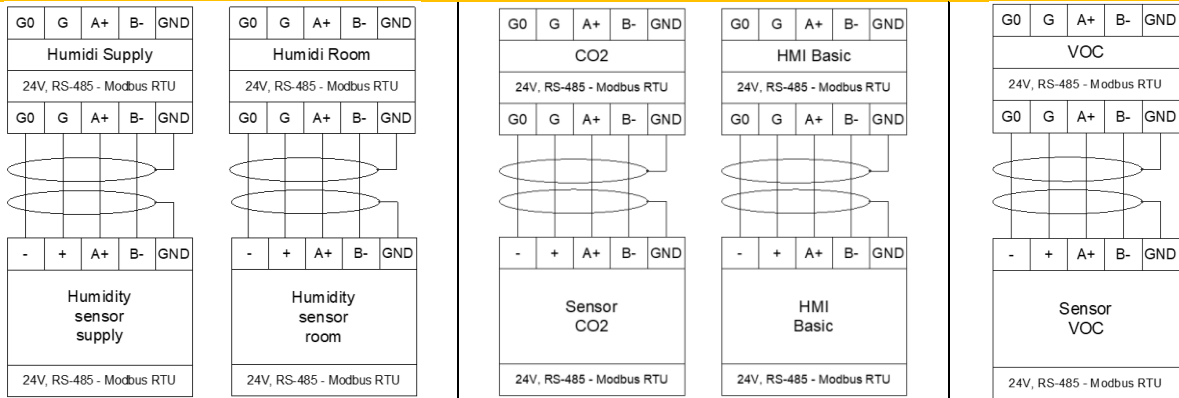 G0 G A+ B- GND
Humidi Supply
24V, RS-485 - Modbus RTU
G0 G A+ B- GND
- + A+ B- GND
Humidity
sensor
supply
24V, RS-485 - Modbus RTU
G0 G A+ B- GND
Humidi Room
24V, RS-485 - Modbus RTU
G0 G A+ B- GND
- + A+ B- GND
Humidity
sensor
room
24V, RS-485 - Modbus RTU
G0 G A+ B- GND
CO2
24V, RS-485 - Modbus RTU
G0 G A+ B- GND
- + A+ B- GND
Sensor
CO2
24V, RS-485 - Modbus RTU
G0 G A+ B- GND
HMI Basic
24V, RS-485 - Modbus RTU
G0 G A+ B- GND
- + A+ B- GND
HMI
Basic
24V, RS-485 - Modbus RTU
G0 G A+ B- GND
VOC
24V, RS-485 - Modbus RTU
G0 G A+ B- GND
- + A+ B- GND
Sensor
VOC
24V, RS-485 - Modbus RTU